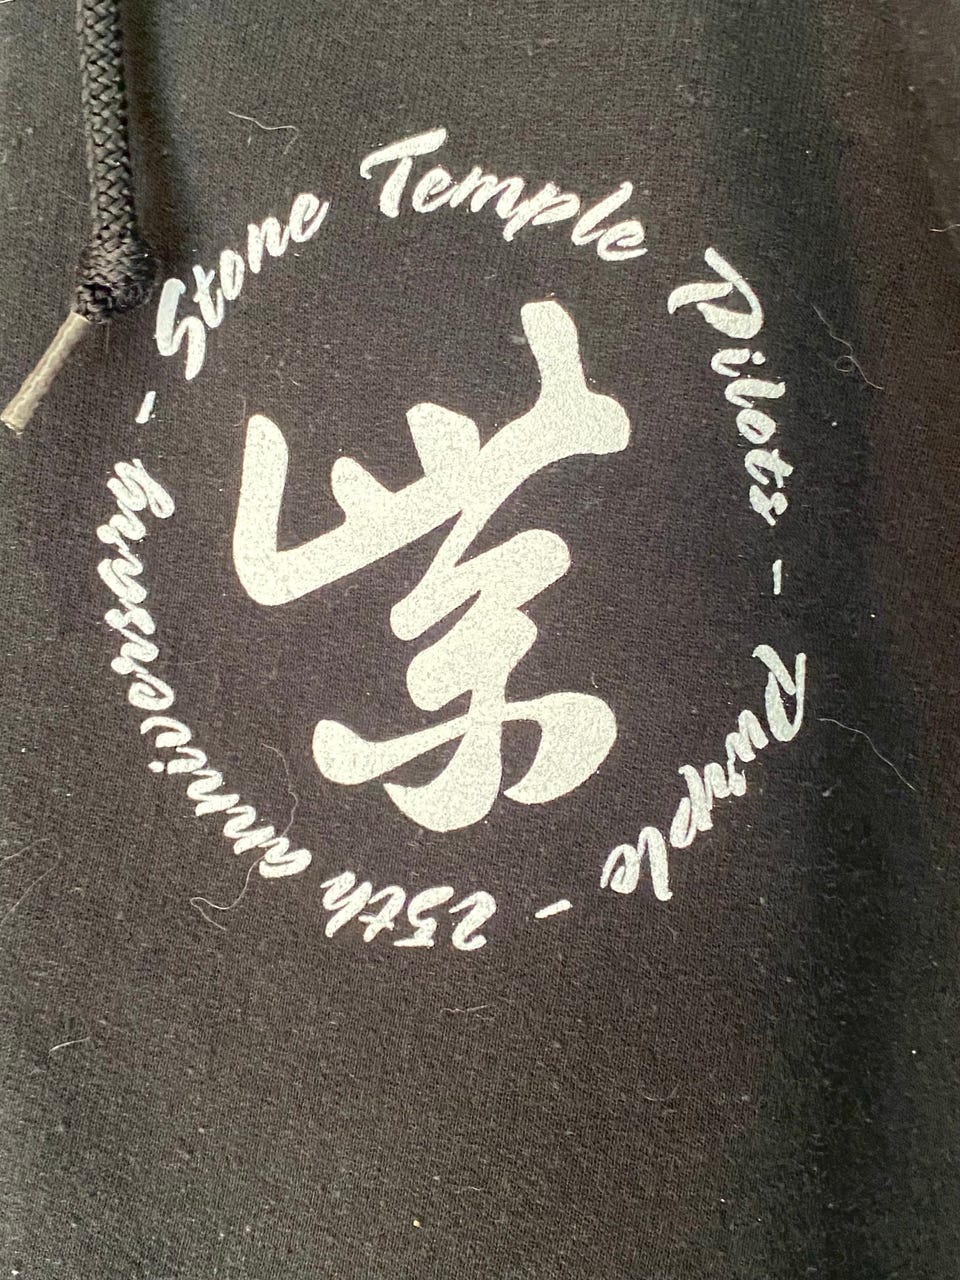 Stone Temple Pilots - Purple - 25th anniversary -
紫